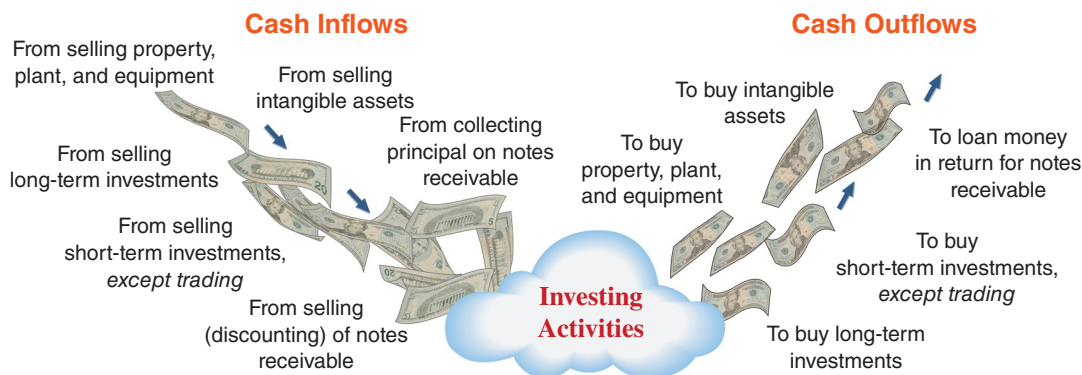 Cash Inflows
From selling property,
plant, and equipment
From selling
intangible assets
From collecting
principal on notes
receivable
From selling
long-term investments
From selling
short-term investments,
except trading
From selling
(discounting) of notes
receivable
Investing
Activities
Cash Outflows
To buy intangible
assets
To buy
property, plant,
and equipment
To loan money
in return for notes
receivable
To buy
short-term investments,
except trading
To buy long-term
investments
20
5
20